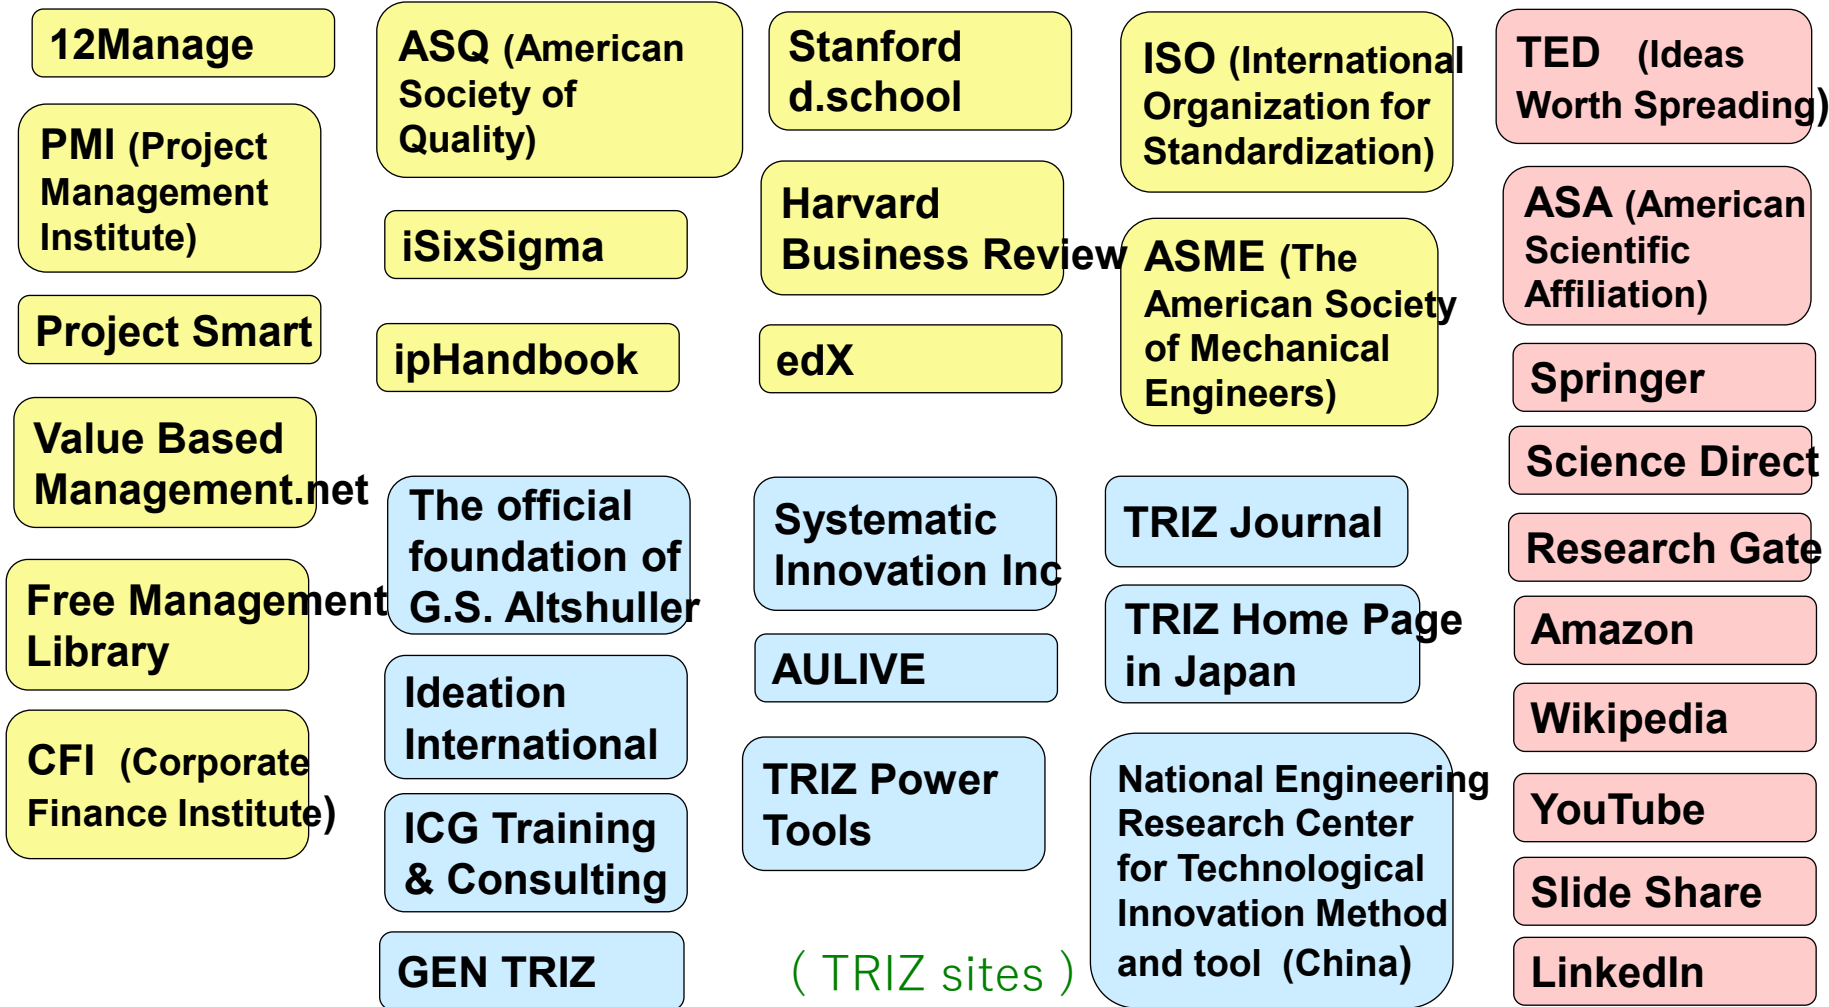 12Manage
PMI (Project
Management
Institute)
Project Smart
Value Based
Management.net
Free Management
Library
CFI (Corporate
Finance Institute)
ASQ (American
Society of
Quality)
iSixSigma
ipHandbook
Stanford
d.school
Harvard
Business Review
edX
ISO (International
Organization for
Standardization)
ASME (The
American Society
of Mechanical
Engineers)
The official
foundation of
G.S. Altshuller
Ideation
International
ICG Training
& Consulting
GEN TRIZ
Systematic
Innovation Inc
AULIVE
TRIZ Power
Tools
( TRIZ sites )
TRIZ Journal
TRIZ Home Page
in Japan
National Engineering
Research Center
for Technological
Innovation Method
and tool (China)
TED (Ideas
Worth Spreading)
ASA (American
Scientific
Affiliation)
Springer
Science Direct
Research Gate
Amazon
Wikipedia
YouTube
Slide Share
LinkedIn